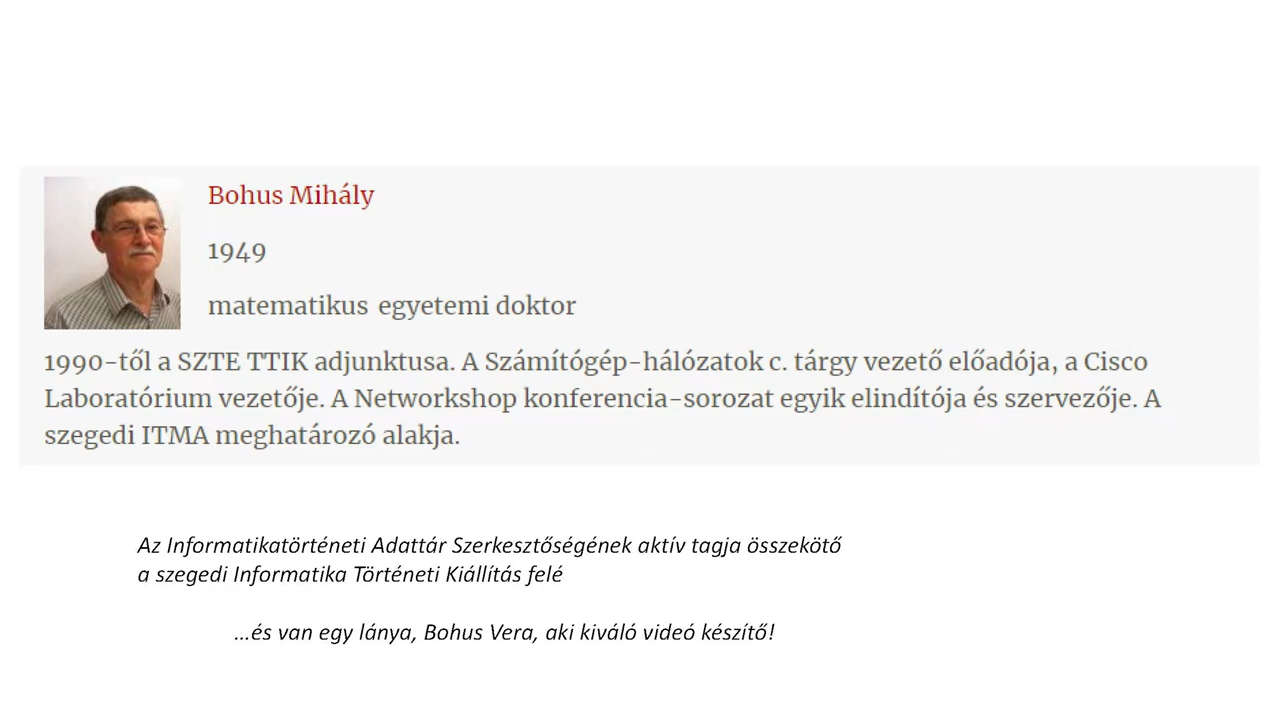 Bohus Mihály
1949
matematikus egyetemi doktor
1990-től a SZTE TTIK adjunktusa. A Számítógép-hálózatok c. tárgy vezető előadója, a Cisco
Laboratórium vezetője. A Networkshop konferencia-sorozat egyik elindítója és szervezője. A
szegedi ITMA meghatározó alakja.
Az Informatikatörténeti Adattár Szerkesztőségének aktív tagja összekötő
a szegedi Informatika Történeti Kiállítás felé
...és van egy lánya, Bohus Vera, aki kiváló videó készítő!